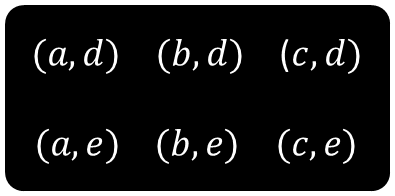 (a, d) (b, d) (c, d)
(a, e) (b, e) (c, e)